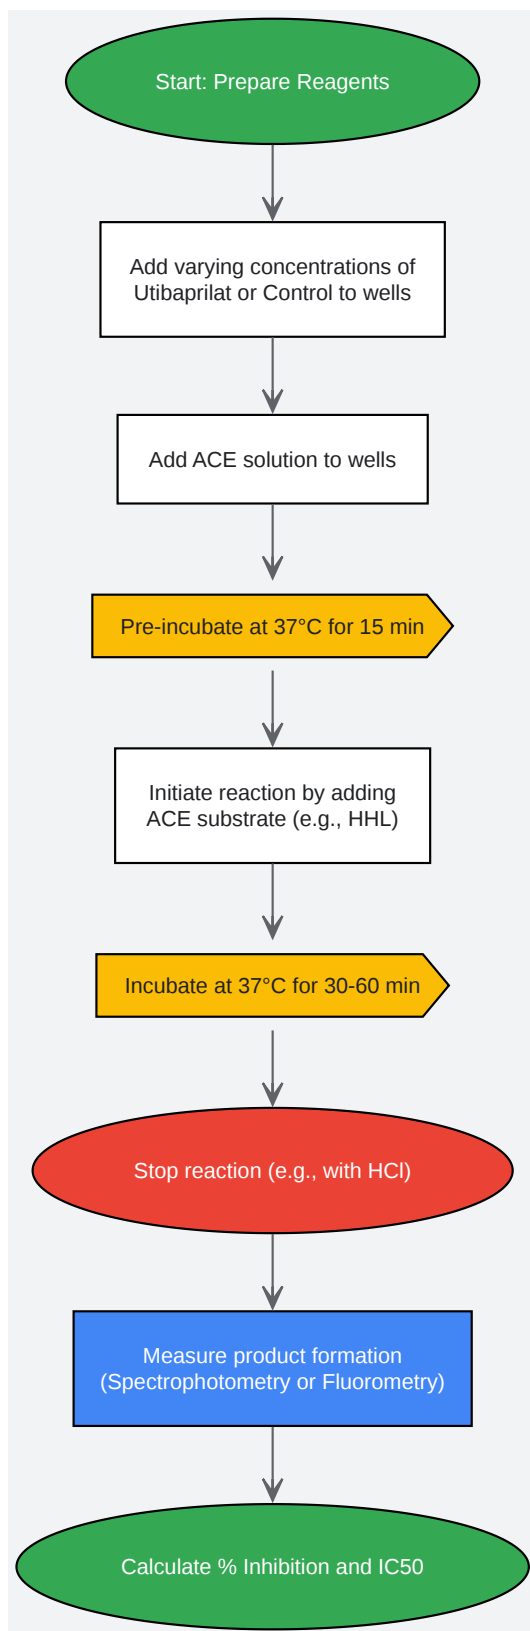 Start: Prepare Reagents
Add varying concentrations of
Utibaprilat or Control to wells
Add ACE solution to wells
Pre-incubate at 37°C for 15 min
Initiate reaction by adding
ACE substrate (e.g., HHL)
Incubate at 37°C for 30-60 min
Stop reaction (e.g., with HCl)
Measure product formation
(Spectrophotometry or Fluorometry)
Calculate % Inhibition and IC50